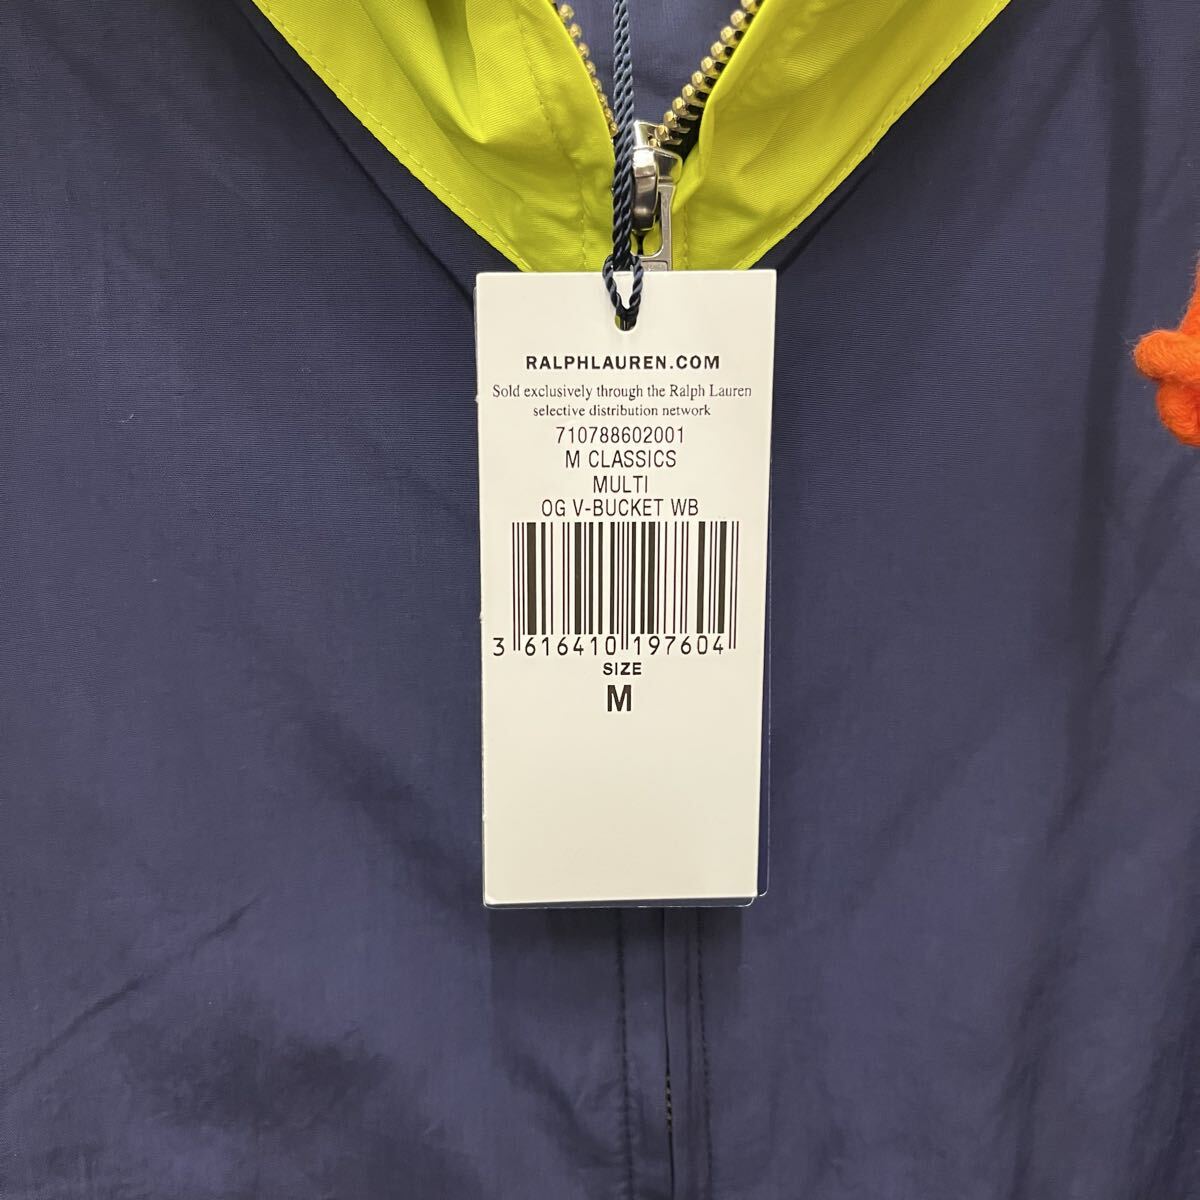 RALPHLAUREN.COM
Sold exclusively through the Ralph Lauren
selective distribution network
710788602001
M CLASSICS
MULTI
OG V-BUCKET WB
3 616410 197604
SIZE
M